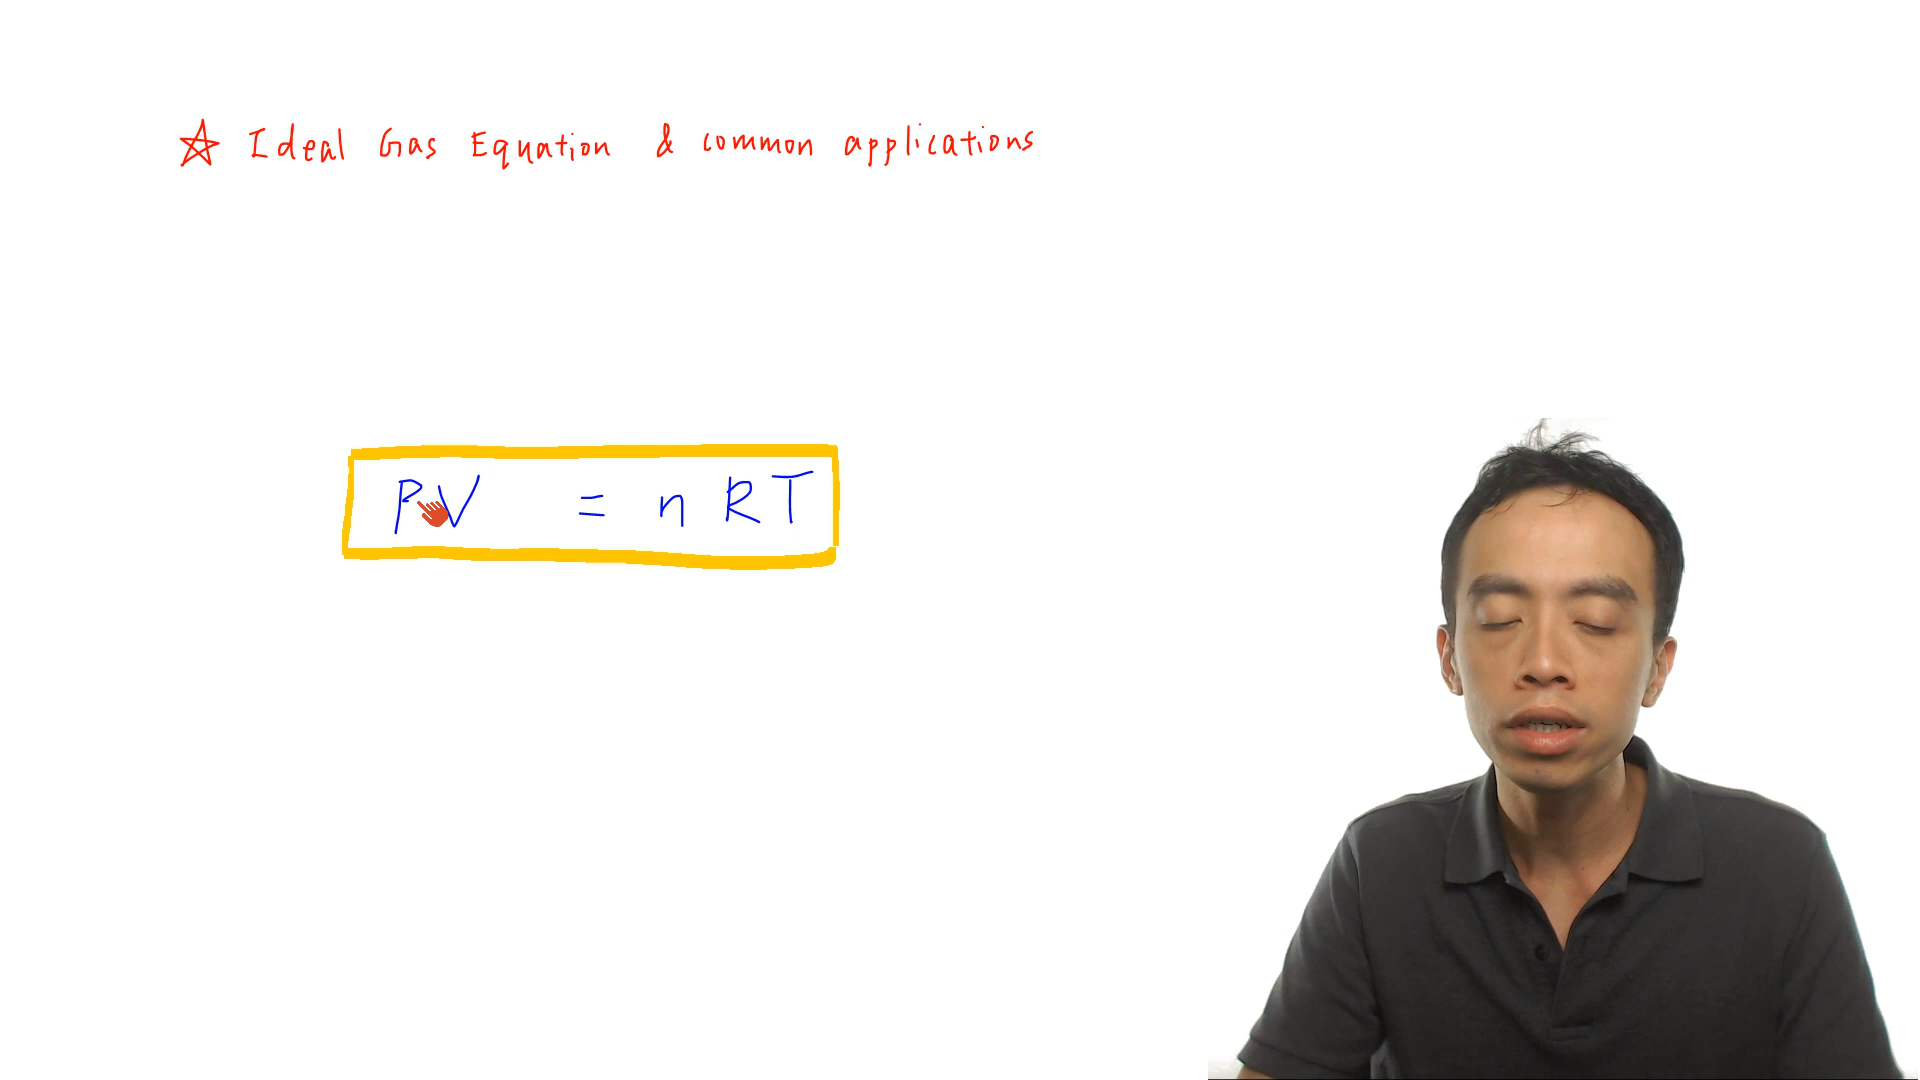 ☆ Ideal Gas Equation & common applications
PV = nRT